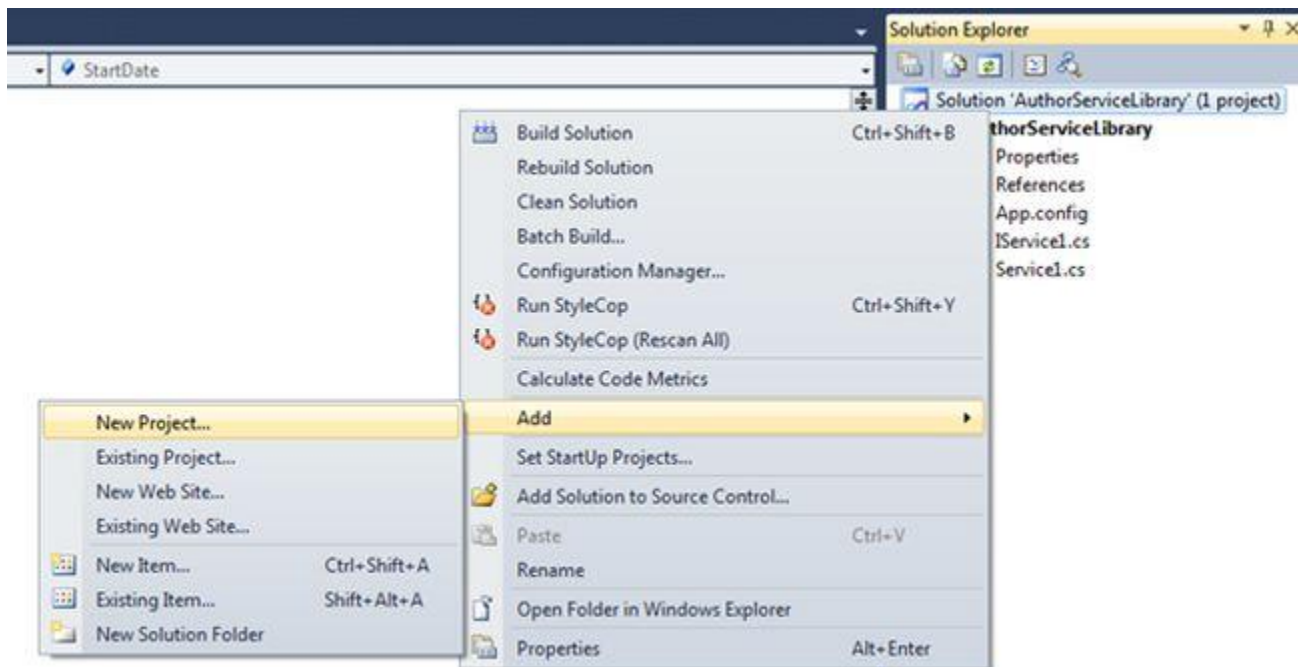 Solution Explorer
StartDate
Solution 'AuthorServiceLibrary' (1 project)
thorServiceLibrary
Properties
References
App.config
IService1.cs
Service1.cs
Build Solution Ctrl+Shift+B
Rebuild Solution
Clean Solution
Batch Build...
Configuration Manager...
Run StyleCop Ctrl+Shift+Y
Run StyleCop (Rescan All)
Calculate Code Metrics
Add
Set StartUp Projects...
Add Solution to Source Control...
Paste Ctrl+V
Rename
Open Folder in Windows Explorer
Properties Alt+Enter
New Project...
Existing Project...
New Web Site...
Existing Web Site...
New Item... Ctrl+Shift+A
Existing Item... Shift+Alt+A
New Solution Folder